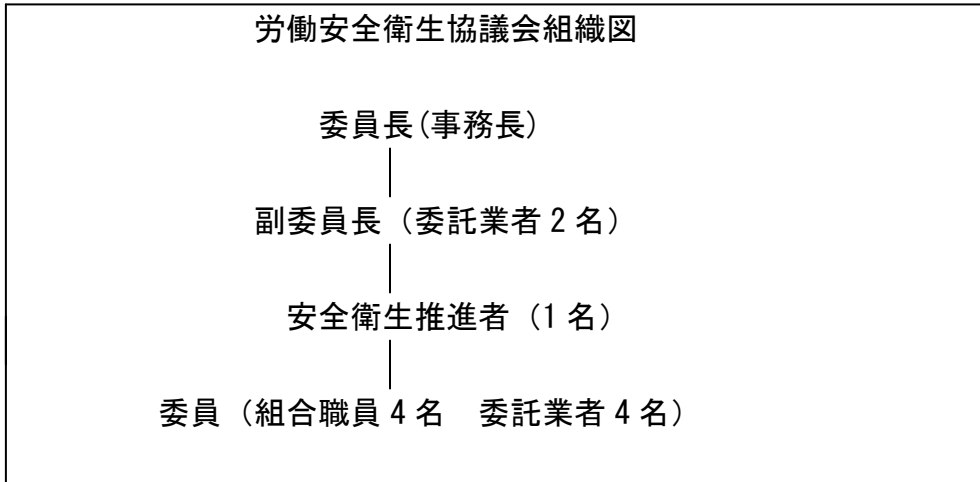 労働安全衛生協議会組織図
委員長(事務長)
副委員長（委託業者２名）
安全衛生推進者（1名）
委員（組合職員４名　委託業者４名）